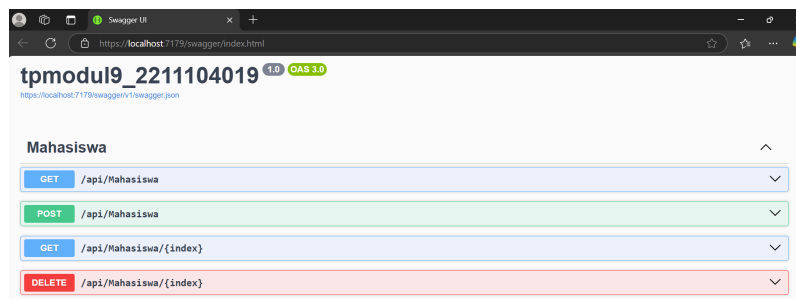 Swagger UI
https://localhost:7179/swagger/index.html
tpmodul9_2211104019 1.0 OAS 3.0
https://localhost:7179/swagger/v1/swagger.json
Mahasiswa
GET /api/Mahasiswa
POST /api/Mahasiswa
GET /api/Mahasiswa/{index}
DELETE /api/Mahasiswa/{index}